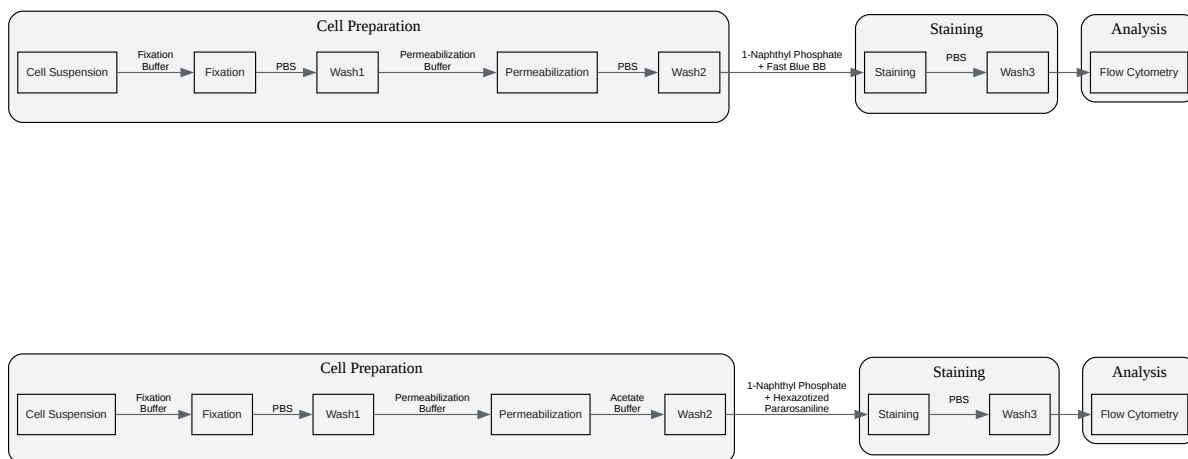 Cell Preparation
Staining
Analysis
Cell Suspension
Fixation
Buffer
Fixation
PBS
Wash1
Permeabilization
Buffer
Permeabilization
PBS
Wash2
1-Naphthyl Phosphate
+ Fast Blue BB
Staining
PBS
Wash3
Flow Cytometry
Cell Preparation
Staining
Analysis
Cell Suspension
Fixation
Buffer
Fixation
PBS
Wash1
Permeabilization
Buffer
Permeabilization
Acetate
Buffer
Wash2
1-Naphthyl Phosphate
+ Hexazotized
Pararosaniline
Staining
PBS
Wash3
Flow Cytometry